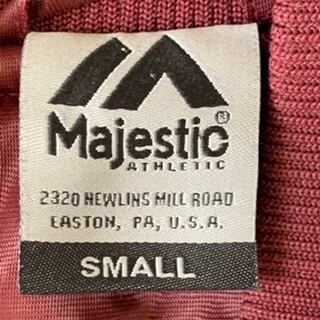 Majestic®
ATHLETIC
2320 NEWLINS MILL ROAD
EASTON, PA, U.S.A.
SMALL